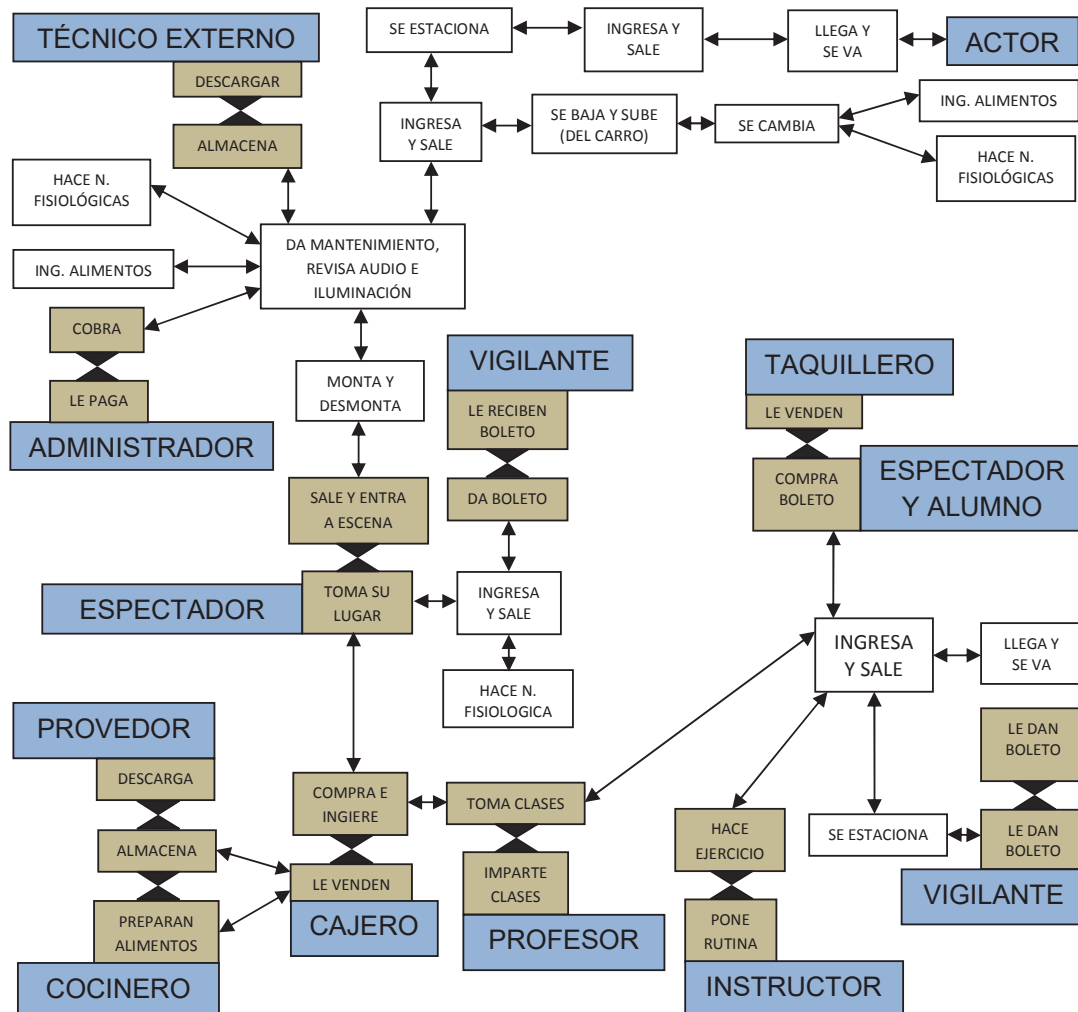 TÉCNICO EXTERNO
DESCARGAR
ALMACENA
SE ESTACIONA
INGRESA Y
SALE
LLEGA Y
SE VA
ACTOR
INGRESA
Y SALE
SE BAJA Y SUBE
(DEL CARRO)
SE CAMBIA
ING. ALIMENTOS
HACE N.
FISIOLÓGICAS
HACE N.
FISIOLÓGICAS
DA MANTENIMIENTO,
REVISA AUDIO E
ILUMINACIÓN
ING. ALIMENTOS
COBRA
LE PAGA
ADMINISTRADOR
MONTA Y
DESMONTA
VIGILANTE
LE RECIBEN
BOLETO
DA BOLETO
TAQUILLERO
LE VENDEN
COMPRA
BOLETO
ESPECTADOR
Y ALUMNO
SALE Y ENTRA
A ESCENA
ESPECTADOR
TOMA SU
LUGAR
INGRESA
Y SALE
HACE N.
FISIOLOGICA
INGRESA
Y SALE
LLEGA Y
SE VA
PROVEDOR
DESCARGA
ALMACENA
PREPARAN
ALIMENTOS
COCINERO
COMPRA E
INGIERE
LE VENDEN
CAJERO
TOMA CLASES
IMPARTE
CLASES
PROFESOR
HACE
EJERCICIO
PONE
RUTINA
INSTRUCTOR
SE ESTACIONA
LE DAN
BOLETO
LE DAN
BOLETO
VIGILANTE